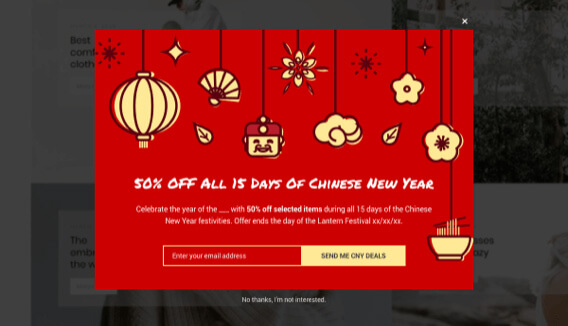 Best
comf
cloth
50% OFF ALL 15 DAYS OF CHINESE NEW YEAR
Celebrate the year of the ___ with 50% off selected items during all 15 days of the Chinese
New Year festivities. Offer ends the day of the Lantern Festival xx/xx/xx.
The
embr
the w
Enter your email address
SEND ME CNY DEALS
No thanks, I'm not interested.